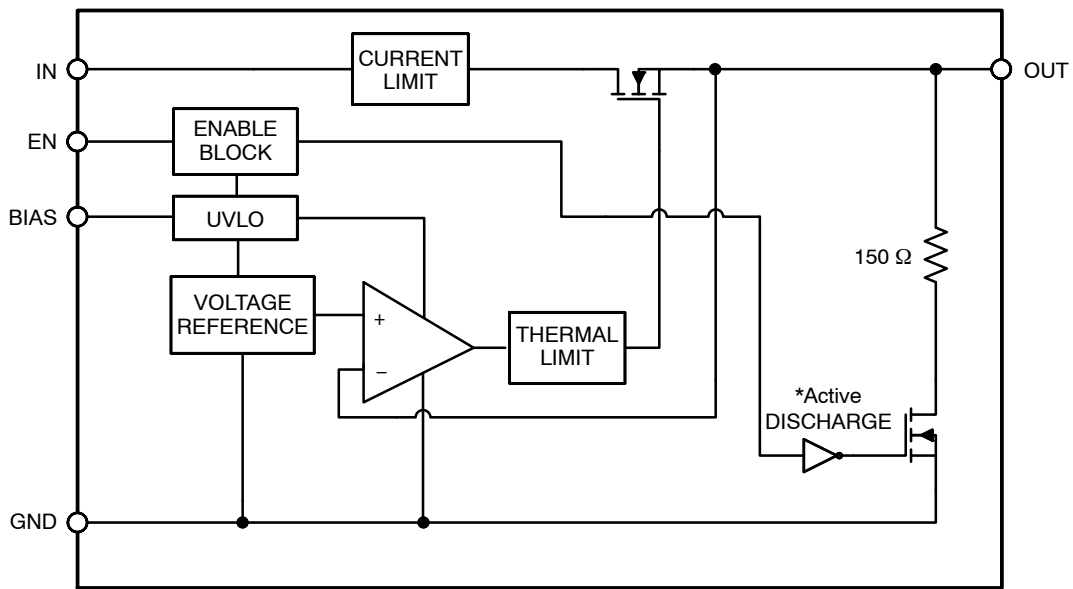 CURRENT
LIMIT
IN
OUT
ENABLE
BLOCK
EN
UVLO
BIAS
150 Ω
VOLTAGE
REFERENCE
+
−
THERMAL
LIMIT
*Active
DISCHARGE
GND